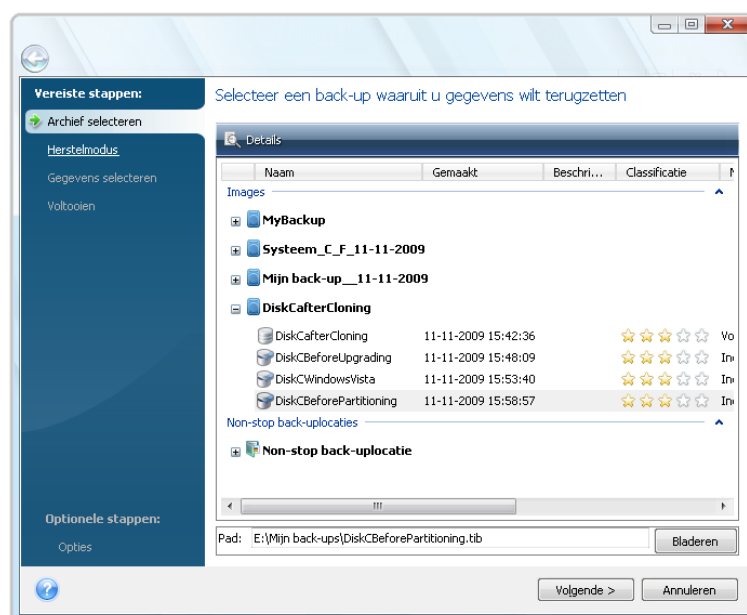 Vereiste stappen:
Archief selecteren
Herstelmodus
Gegevens selecteren
Voltooien
Optionele stappen:
Opties
Selecteer een back-up waaruit u gegevens wilt terugzetten
Details
Naam Gemaakt Beschri... Classificatie
Images
MyBackup
Systeem_C_F_11-11-2009
Mijn back-up__11-11-2009
DiskCafterCloning
DiskCafterCloning 11-11-2009 15:42:36 Vo
DiskCBeforeUpgrading 11-11-2009 15:48:09
DiskCWindowsVista 11-11-2009 15:53:40
DiskCBeforePartitioning 11-11-2009 15:58:57
Non-stop back-uplocaties
Non-stop back-uplocatie
Pad: E:\Mijn back-ups\DiskCBeforePartitioning.tib Bladeren
Volgende > Annuleren